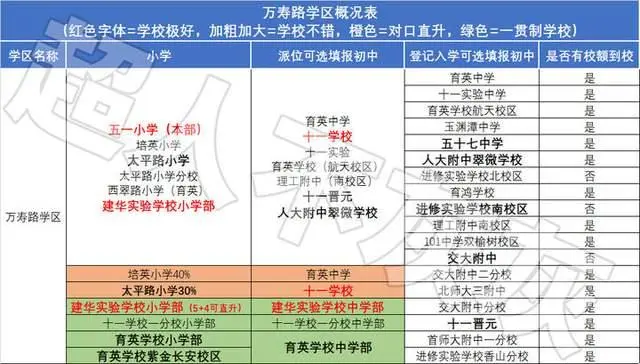 万寿路学区概况表
(红色字体=学校极好，加粗加大=学校不错，橙色=对口直升，绿色=一贯制学校)
学区名称 小学 派位可选填报初中 登记入学可选填报初中 是否有校额到校
万寿路学区
五一小学（本部）
培英小学
太平路小学
太平路小学分校
西翠路小学（育英）
建华实验学校小学部
育英中学
十一学校
十一实验
育英学校(航天校区)
理工附中（南校区)
十一晋元
人大附中翠微学校
育英中学 是
十一实验中学 是
育英学校航天校区 是
玉渊潭中学 是
五十七中学 是
人大附中翠微学校 是
进修实验学校北校区 否
育鸿学校 是
进修实验学校南校区 否
理工附中南校区 是
101中学双榆树校区 是
交大附中 否
培英小学40% 育英中学 交大附中二分校 是
太平路小学30% 十一学校 北师大三附中 是
建华实验学校小学部（5+4可直升） 建华实验学校中学部 交大附中分校 是
十一学校一分校小学部 十一学校一分校中学部 十一晋元 是
育英学校小学部 育英学校中学部 首师大附中一分校 是
育英学校紫金长安校区 进修实验学校香山分校 是
超人不灰灰